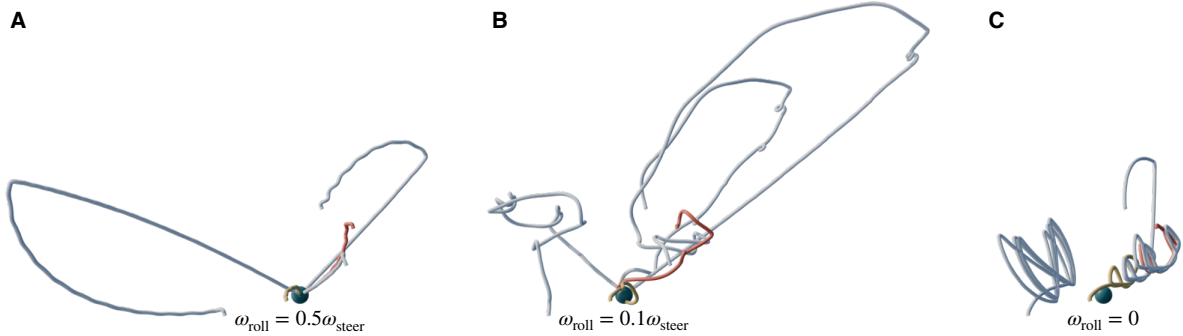 A
B
C
ω_roll = 0.5ω_steer
ω_roll = 0.1ω_steer
ω_roll = 0